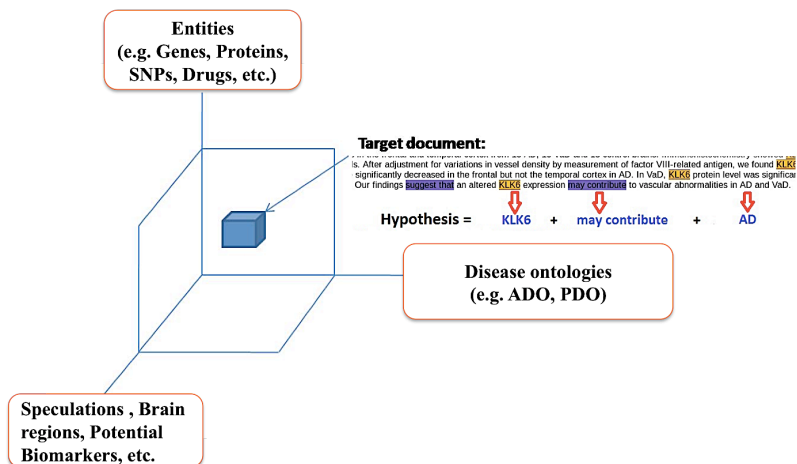 Entities
(e.g. Genes, Proteins,
SNPs, Drugs, etc.)
Target document:
ls. After adjustment for variations in vessel density by measurement of factor VIII-related antigen, we found KLK6
significantly decreased in the frontal but not the temporal cortex in AD. In VaD, KLK6 protein level was significan
Our findings suggest that an altered KLK6 expression may contribute to vascular abnormalities in AD and VaD.
Hypothesis = KLK6 + may contribute + AD
Disease ontologies
(e.g. ADO, PDO)
Speculations , Brain
regions, Potential
Biomarkers, etc.